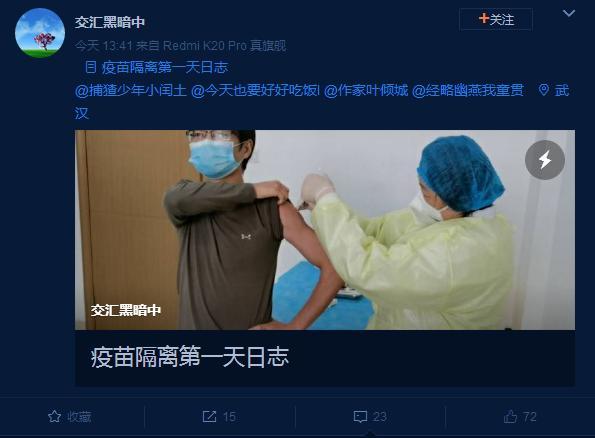 交汇黑暗中
+关注
今天 13:41 来自 Redmi K20 Pro 真旗舰
疫苗隔离第一天日志
@捕猹少年小闰土 @今天也要好好吃饭l @作家叶倾城 @经略幽燕我童贯 武
汉
交汇黑暗中
疫苗隔离第一天日志
收藏 15 23 72